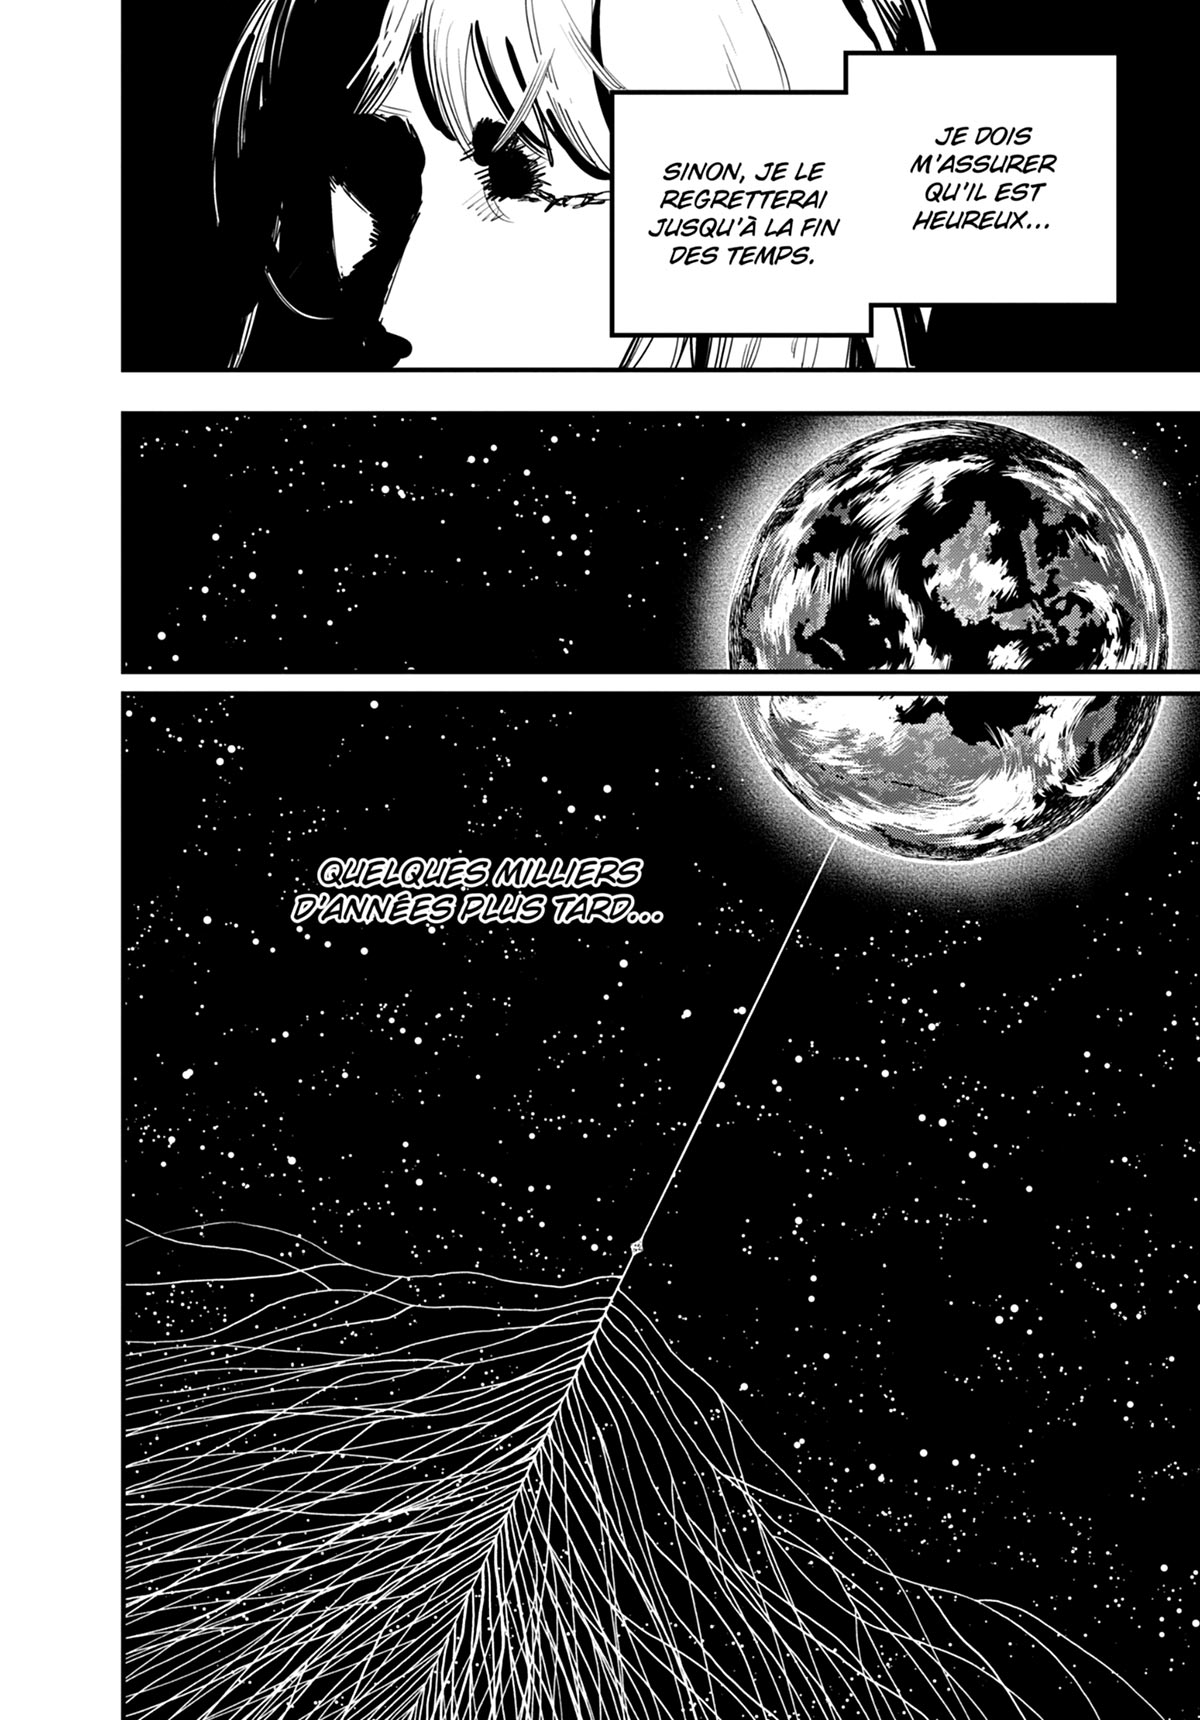 JE DOIS
M'ASSURER
QU'IL EST
HEUREUX...
SINON, JE LE
REGRETTERAI
JUSQU'À LA FIN
DES TEMPS.
QUELQUES MILLIERS
D'ANNÉES PLUS TARD...